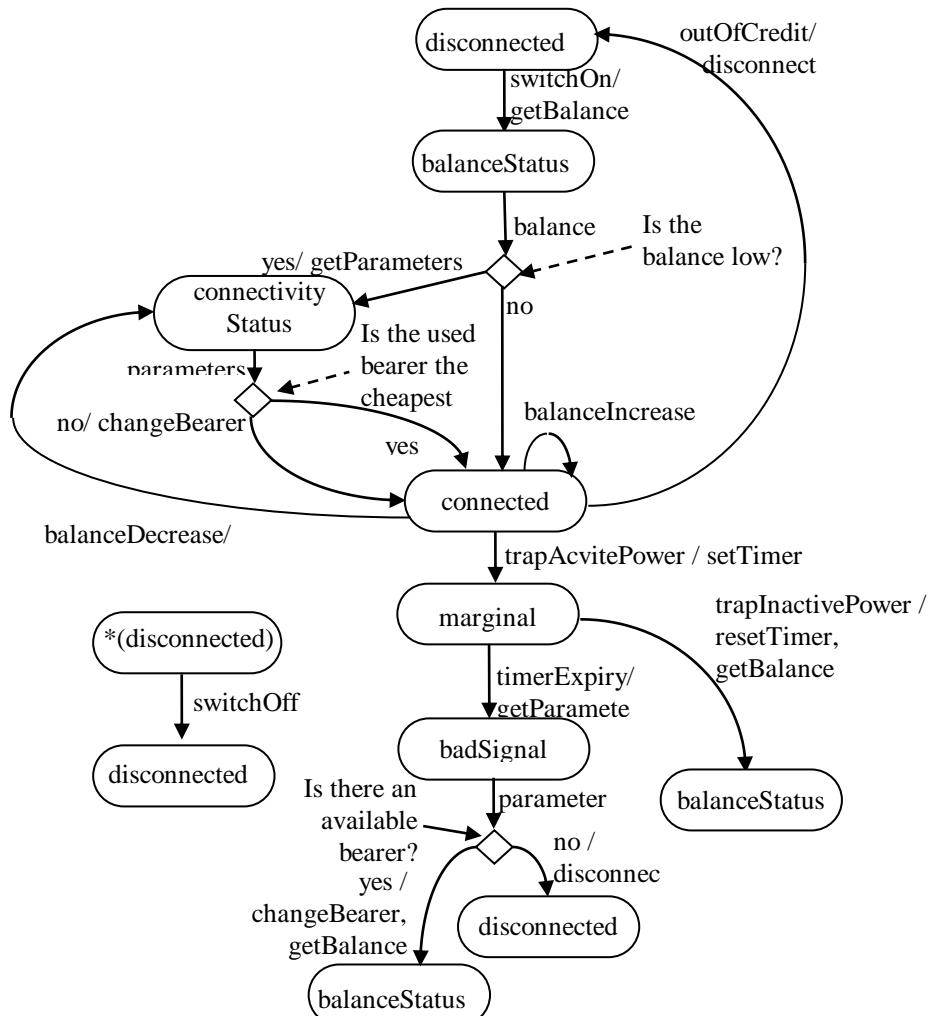 disconnected
outOfCredit/
disconnect
switchOn/
getBalance
balanceStatus
balance
Is the
balance low?
yes/ getParameters
no
connectivity
Status
Is the used
bearer the
cheapest
parameters
no/ changeBearer
yes
balanceIncrease
connected
balanceDecrease/
trapAcvitePower / setTimer
marginal
trapInactivePower /
resetTimer,
getBalance
*(disconnected)
switchOff
disconnected
timerExpiry/
getParamete
badSignal
balanceStatus
Is there an
available
bearer?
parameter
no /
disconnec
yes /
changeBearer,
getBalance
disconnected
balanceStatus